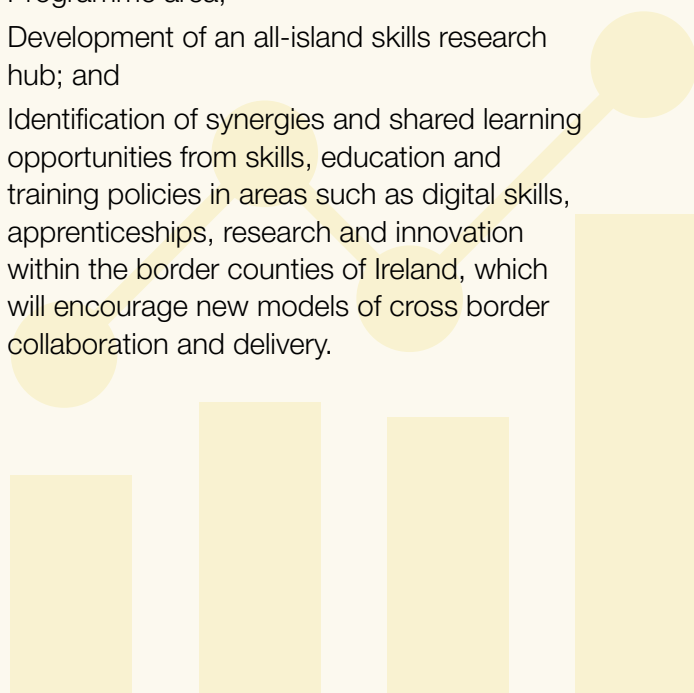 Programme area;
Development of an all-island skills research
hub; and
Identification of synergies and shared learning
opportunities from skills, education and
training policies in areas such as digital skills,
apprenticeships, research and innovation
within the border counties of Ireland, which
will encourage new models of cross border
collaboration and delivery.